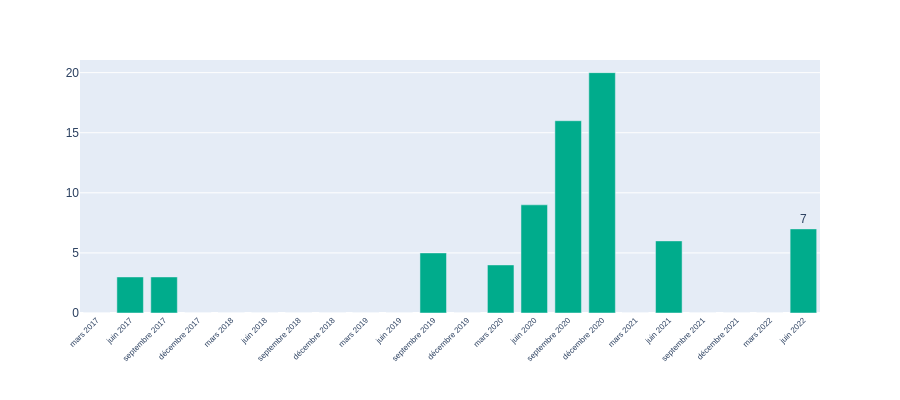 20
15
10
5
0
7
mars 2017
juin 2017
septembre 2017
décembre 2017
mars 2018
juin 2018
septembre 2018
décembre 2018
mars 2019
juin 2019
septembre 2019
décembre 2019
mars 2020
juin 2020
septembre 2020
décembre 2020
mars 2021
juin 2021
septembre 2021
décembre 2021
mars 2022
juin 2022